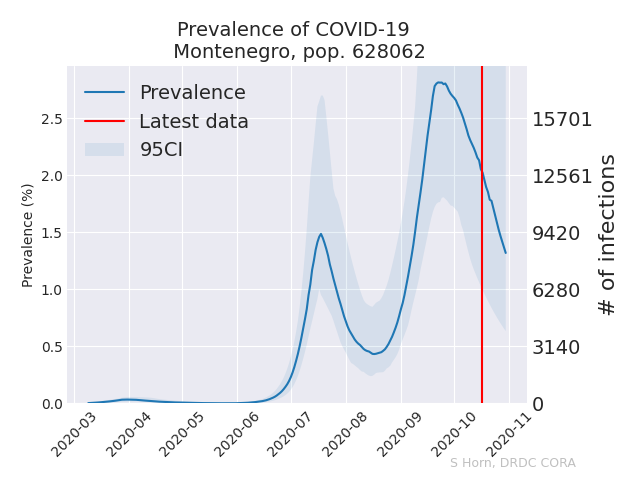 Prevalence of COVID-19
Montenegro, pop. 628062
Prevalence
Latest data
95CI
Prevalence (%)
2.5
2.0
1.5
1.0
0.5
0.0
15701
12561
9420
6280
3140
0
# of infections
2020-03
2020-04
2020-05
2020-06
2020-07
2020-08
2020-09
2020-10
2020-11
S Horn, DRDC CORA